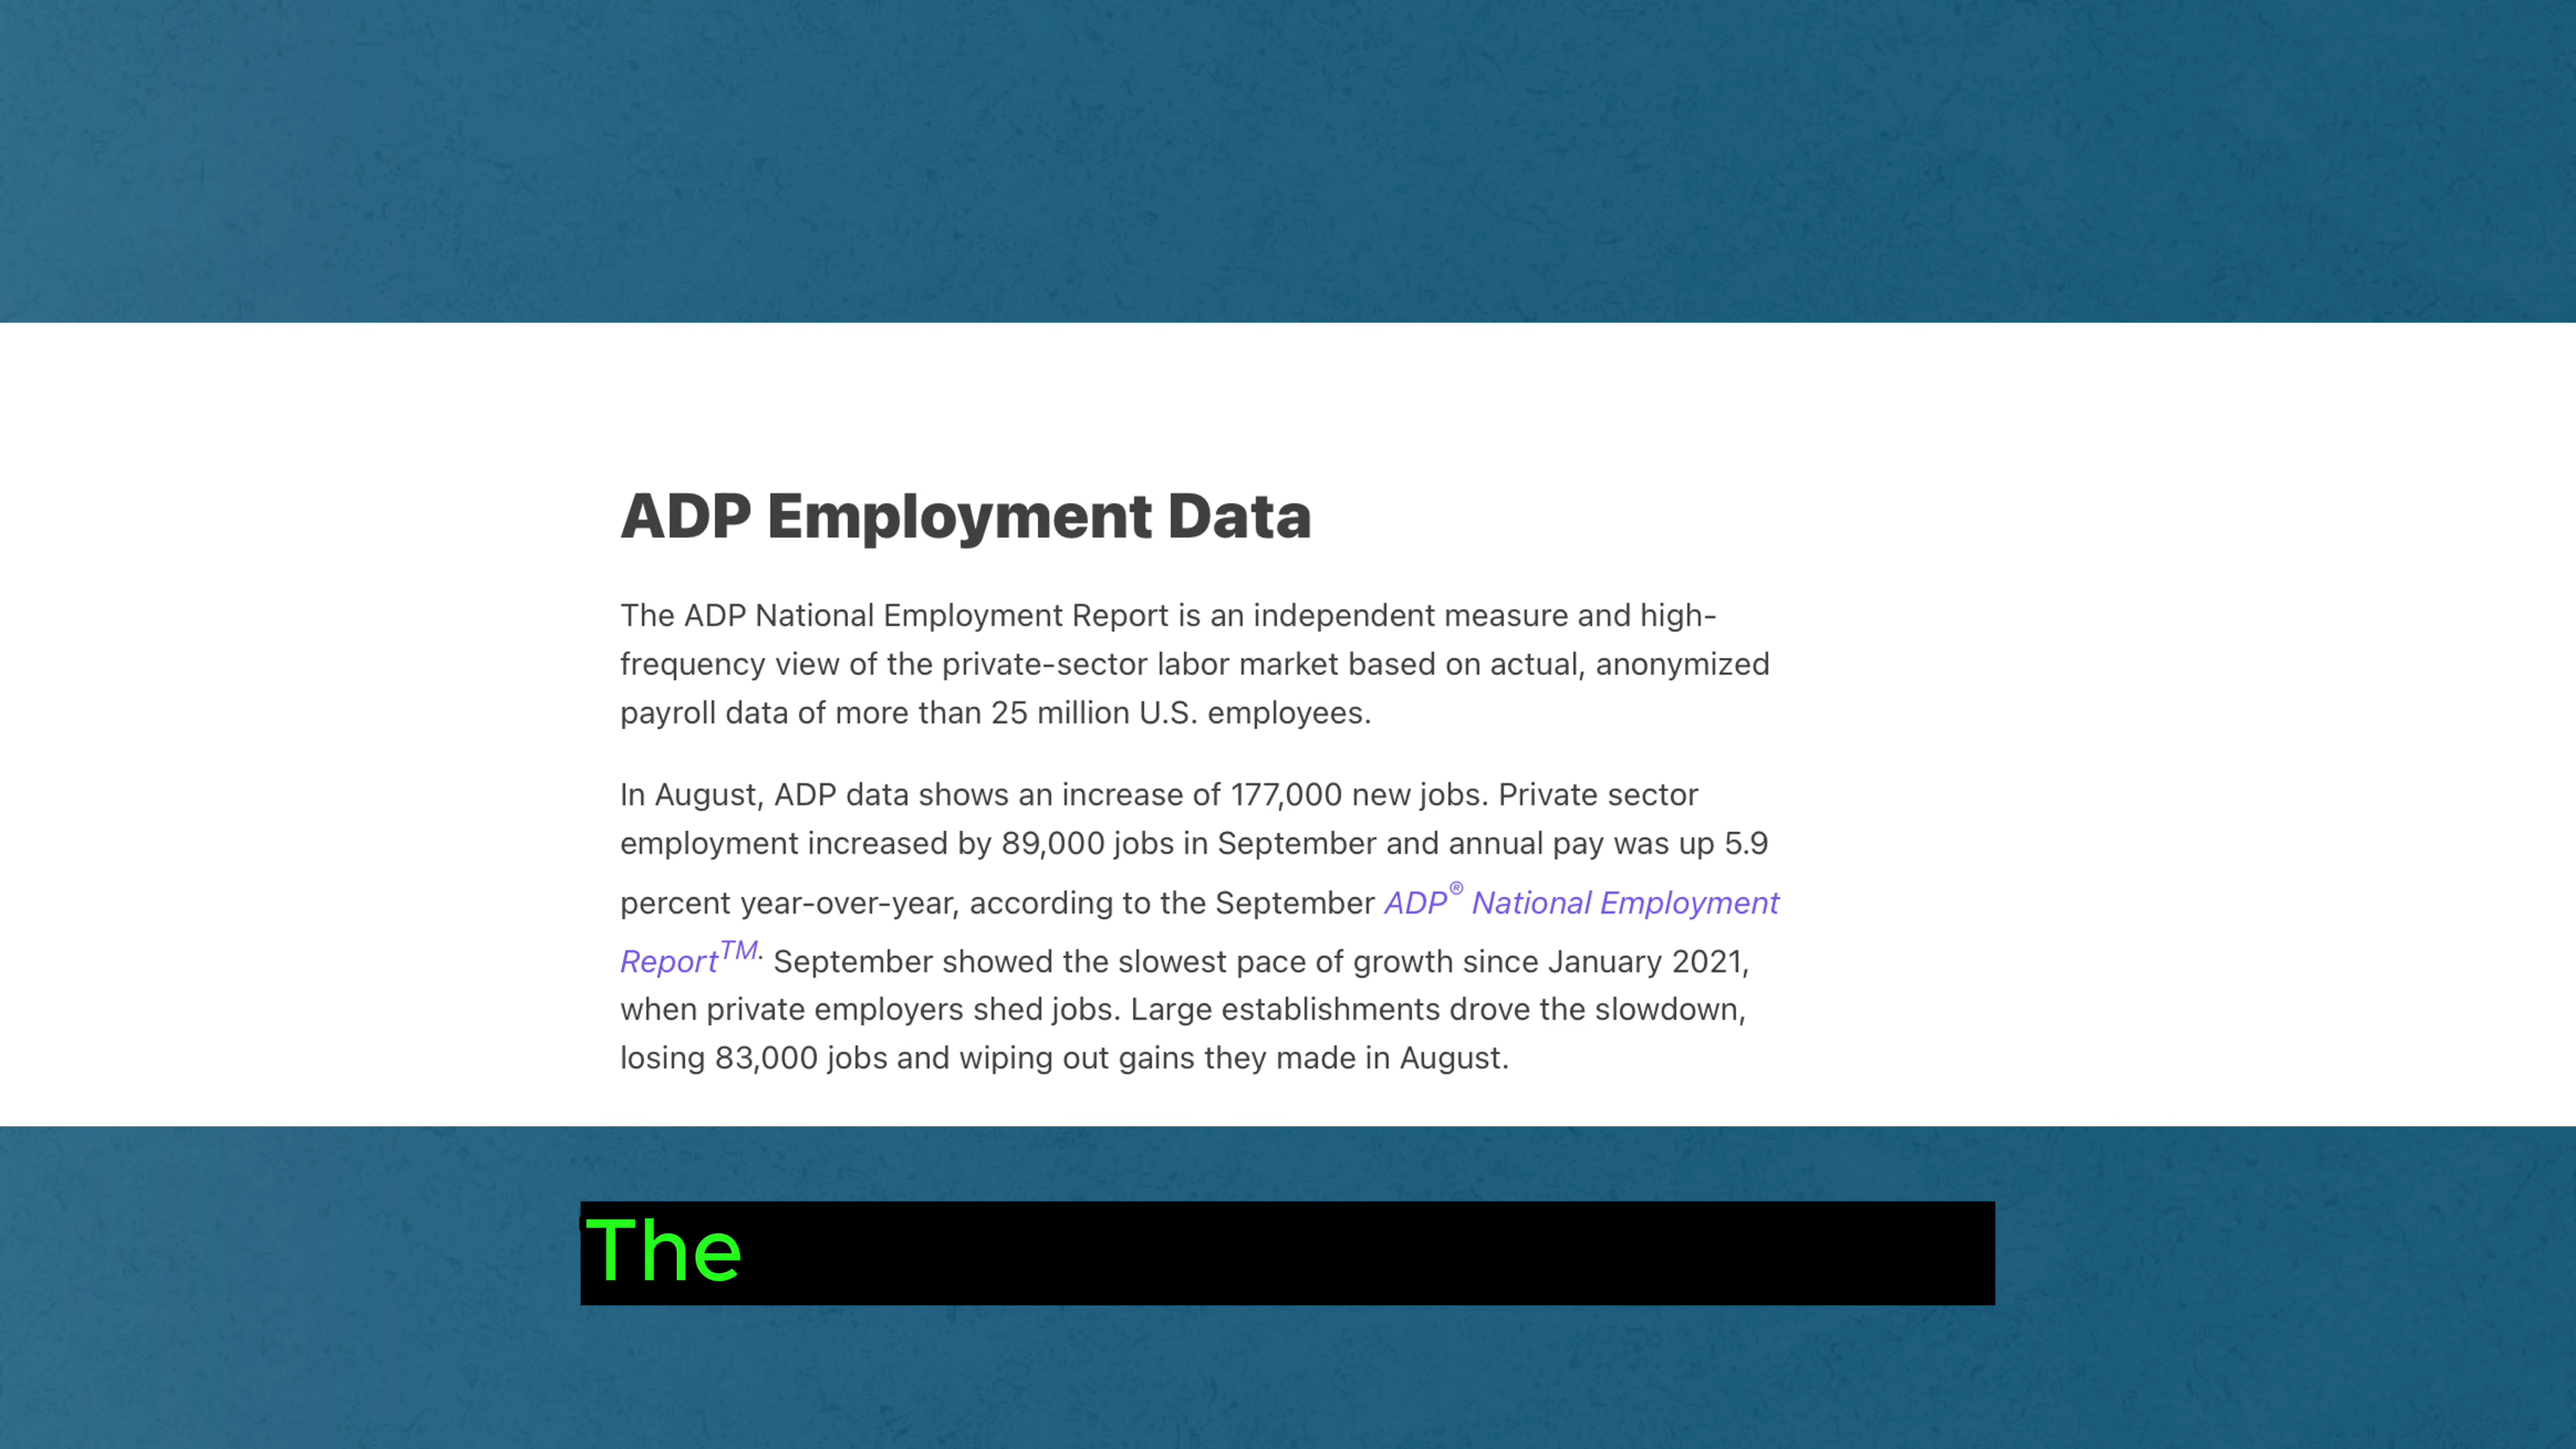 ADP Employment Data
The ADP National Employment Report is an independent measure and high-
frequency view of the private-sector labor market based on actual, anonymized
payroll data of more than 25 million U.S. employees.
In August, ADP data shows an increase of 177,000 new jobs. Private sector
employment increased by 89,000 jobs in September and annual pay was up 5.9
percent year-over-year, according to the September ADP® National Employment
Report™. September showed the slowest pace of growth since January 2021,
when private employers shed jobs. Large establishments drove the slowdown,
losing 83,000 jobs and wiping out gains they made in August.
The